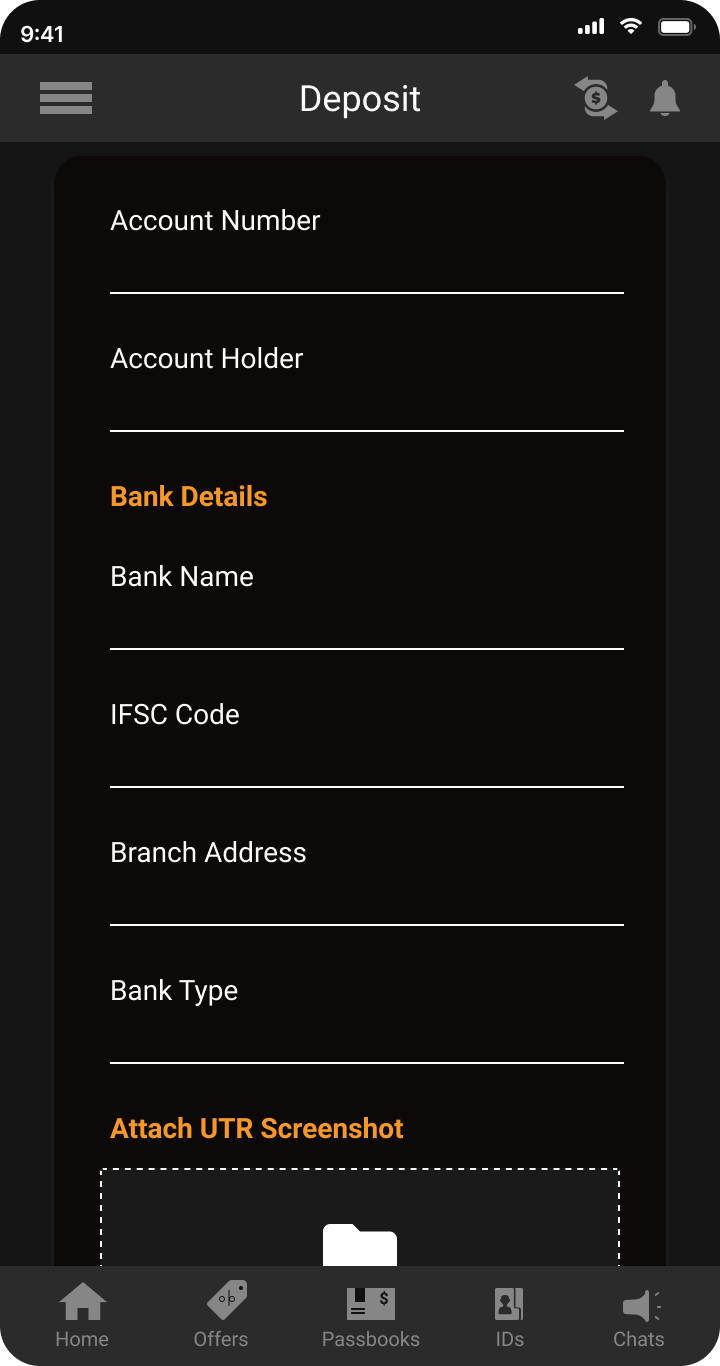 9:41
Deposit
Account Number
Account Holder
Bank Details
Bank Name
IFSC Code
Branch Address
Bank Type
Attach UTR Screenshot
Home
Offers
Passbooks
IDs
Chats